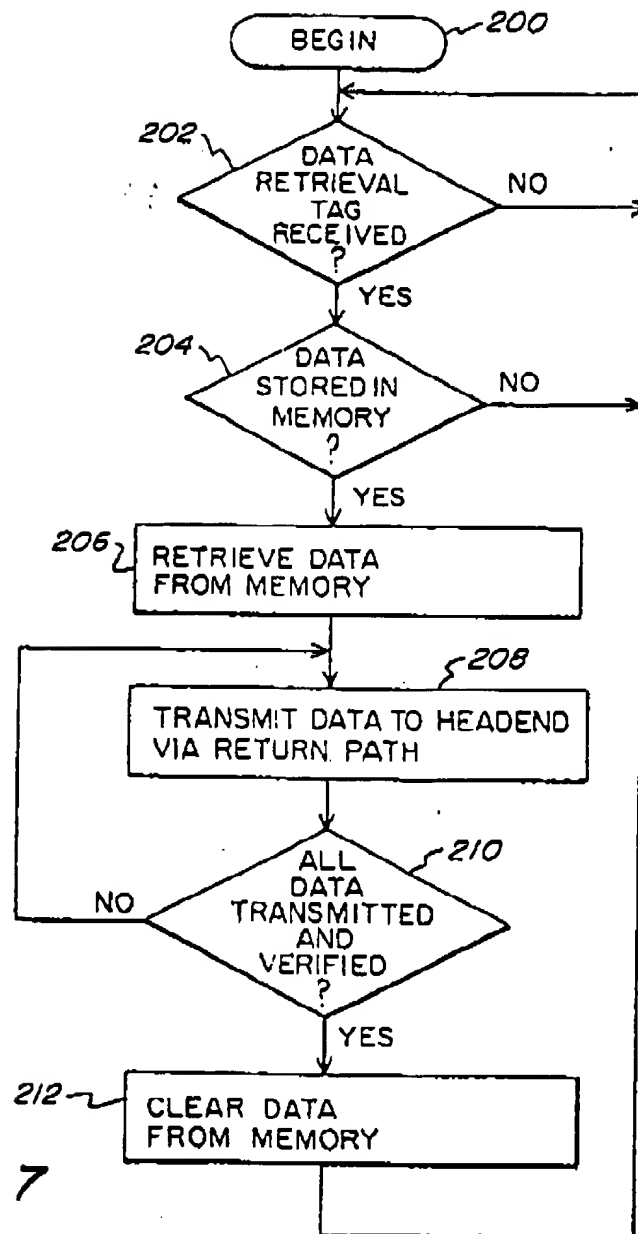 BEGIN
200
202
DATA
RETRIEVAL
TAG
RECEIVED
?
NO
YES
204
DATA
STORED IN
MEMORY
?
NO
YES
206
RETRIEVE DATA
FROM MEMORY
208
TRANSMIT DATA TO HEADEND
VIA RETURN PATH
210
ALL
DATA
TRANSMITTED
AND
VERIFIED
?
NO
YES
212
CLEAR DATA
FROM MEMORY
7